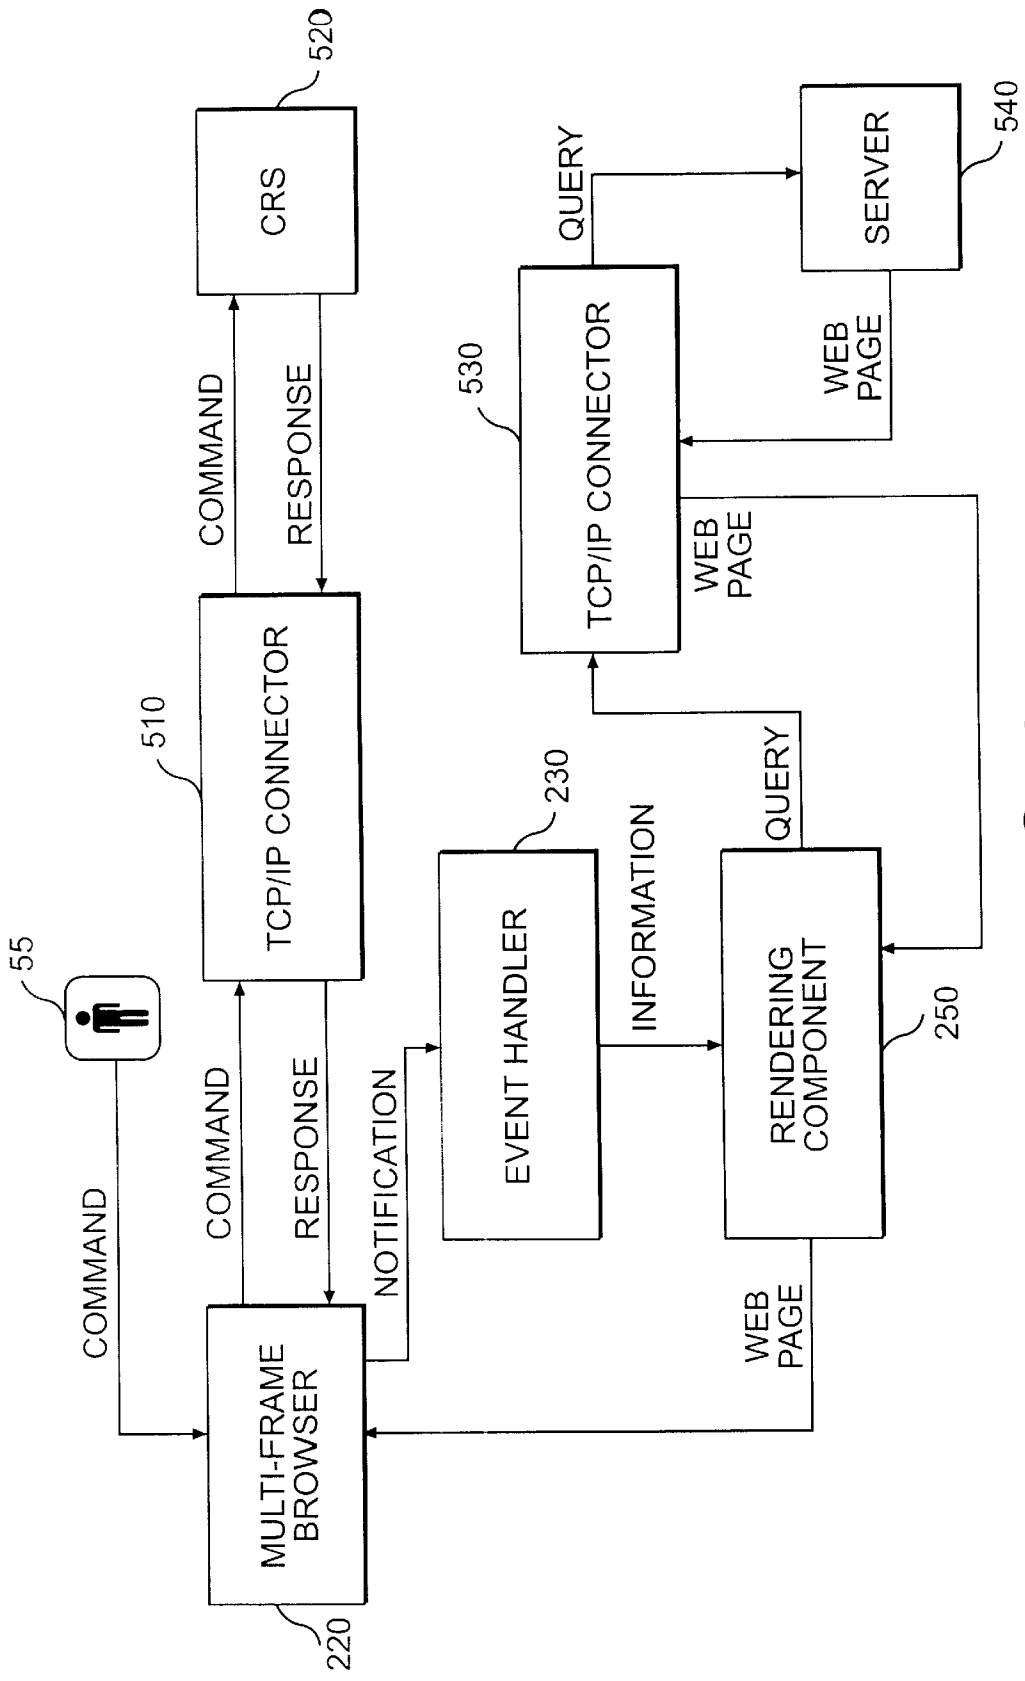 55
COMMAND
510
COMMAND
COMMAND
MULTI-FRAME
BROWSER
TCP/IP CONNECTOR
CRS
RESPONSE
RESPONSE
520
220
NOTIFICATION
530
EVENT HANDLER
230
QUERY
TCP/IP CONNECTOR
INFORMATION
WEB
PAGE
WEB
PAGE
QUERY
RENDERING
COMPONENT
WEB
PAGE
SERVER
250
540